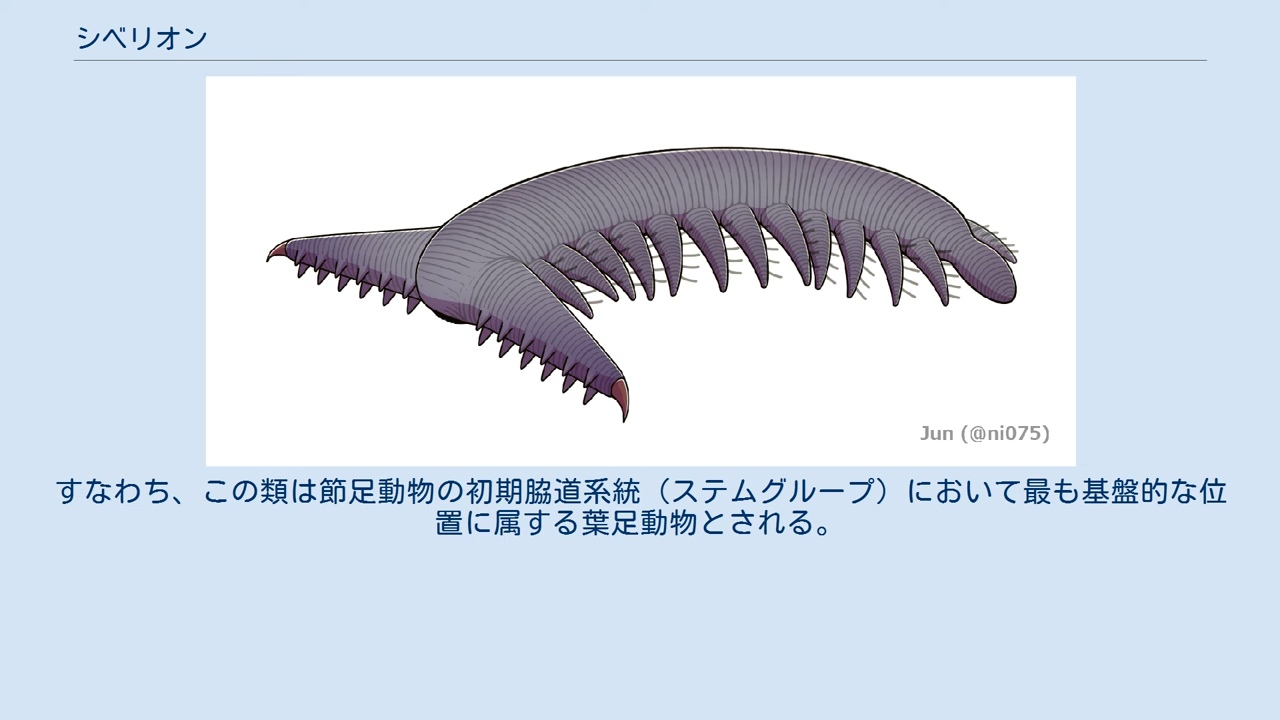 シベリオン
Jun (@ni075)
すなわち、この類は節足動物の初期脇道系統（ステムグループ）において最も基盤的な位
置に属する葉足動物とされる。